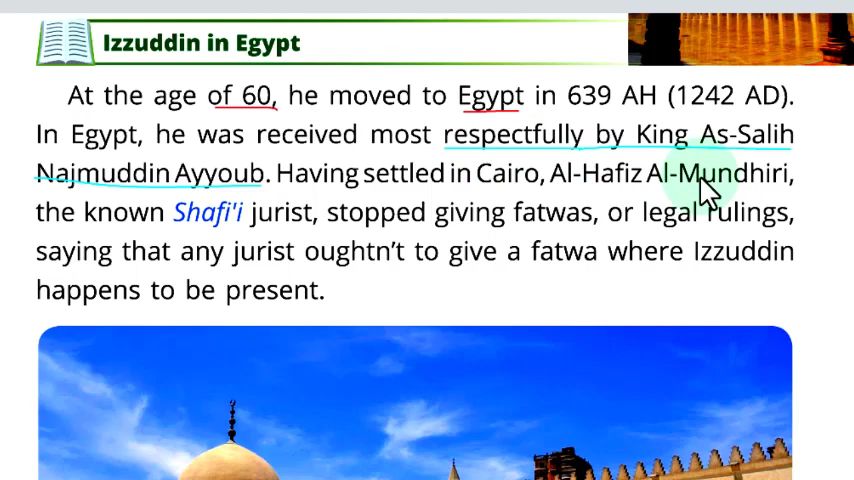 Izzuddin in Egypt
At the age of 60, he moved to Egypt in 639 AH (1242 AD).
In Egypt, he was received most respectfully by King As-Salih
Najmuddin Ayyoub. Having settled in Cairo, Al-Hafiz Al-Mundhiri,
the known Shafi'i jurist, stopped giving fatwas, or legal rulings,
saying that any jurist oughtn't to give a fatwa where Izzuddin
happens to be present.